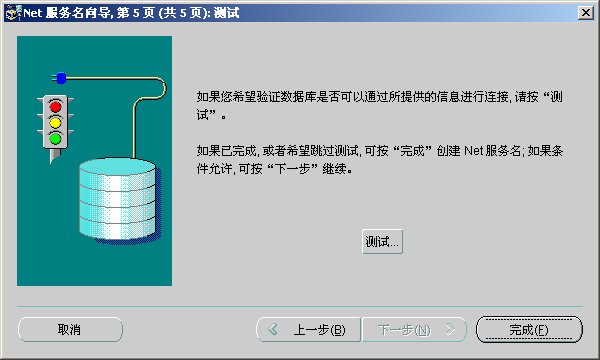 Net 服务名向导, 第 5 页 (共 5 页): 测试
如果您希望验证数据库是否可以通过所提供的信息进行连接, 请按“测
试”。
如果已完成, 或者希望跳过测试, 可按“完成”创建 Net 服务名; 如果条
件允许, 可按“下一步”继续。
测试...
取消
上一步(B)
下一步(N)
完成(F)